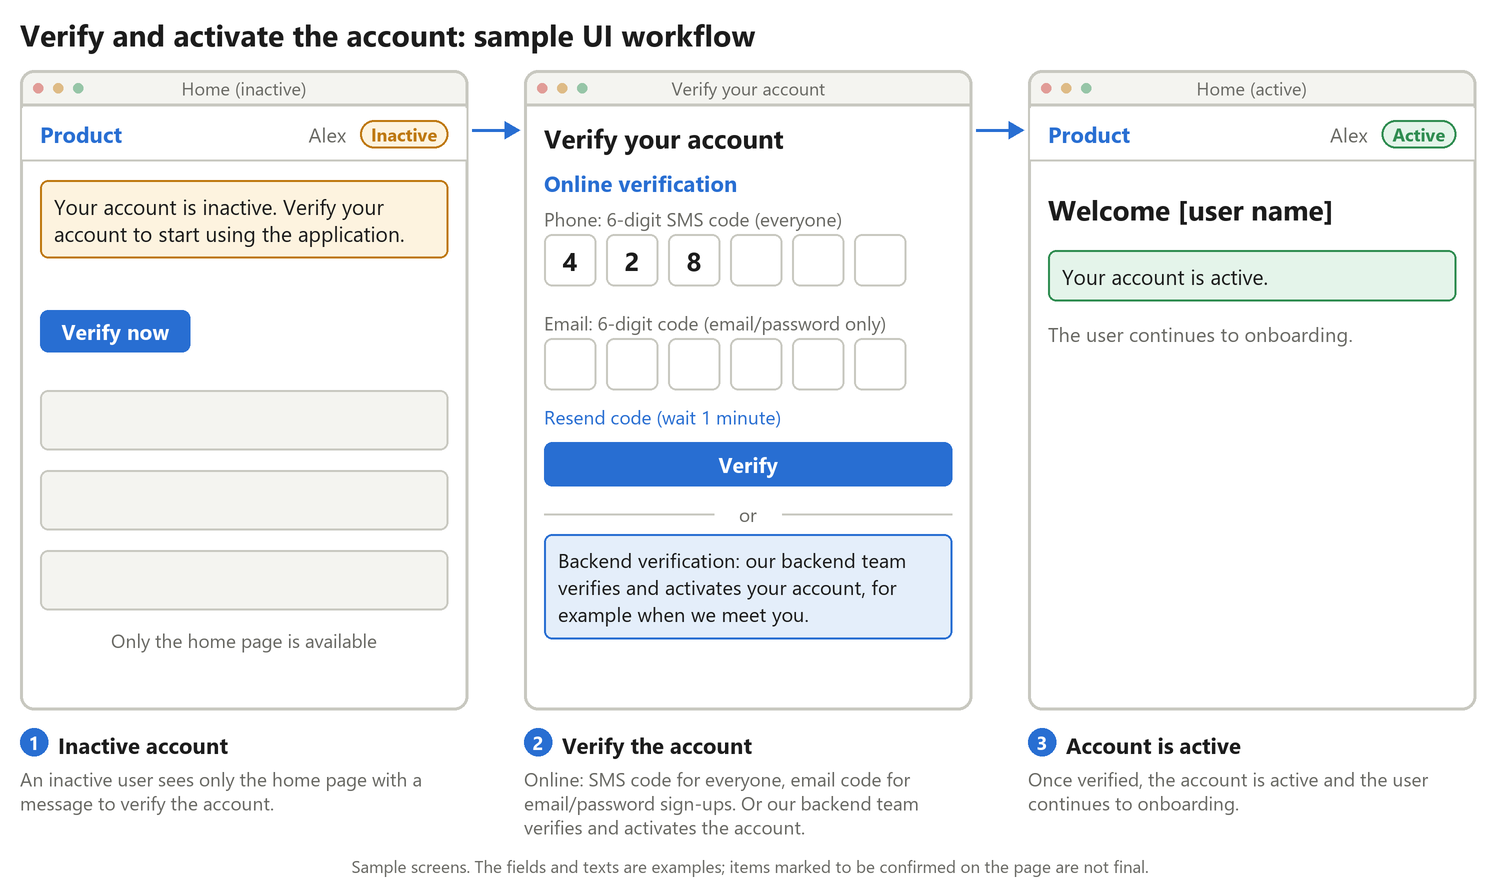 Verify and activate the account: sample UI workflow
Home (inactive)
Product
Alex
Inactive
Your account is inactive. Verify your
account to start using the application.
Verify now
Only the home page is available
1 Inactive account
An inactive user sees only the home page with a
message to verify the account.
Verify your account
Verify your account
Online verification
Phone: 6-digit SMS code (everyone)
4 2 8
Email: 6-digit code (email/password only)
Resend code (wait 1 minute)
Verify
or
Backend verification: our backend team
verifies and activates your account, for
example when we meet you.
2 Verify the account
Online: SMS code for everyone, email code for
email/password sign-ups. Or our backend team
verifies and activates the account.
Home (active)
Product
Alex
Active
Welcome [user name]
Your account is active.
The user continues to onboarding.
3 Account is active
Once verified, the account is active and the user
continues to onboarding.
Sample screens. The fields and texts are examples; items marked to be confirmed on the page are not final.